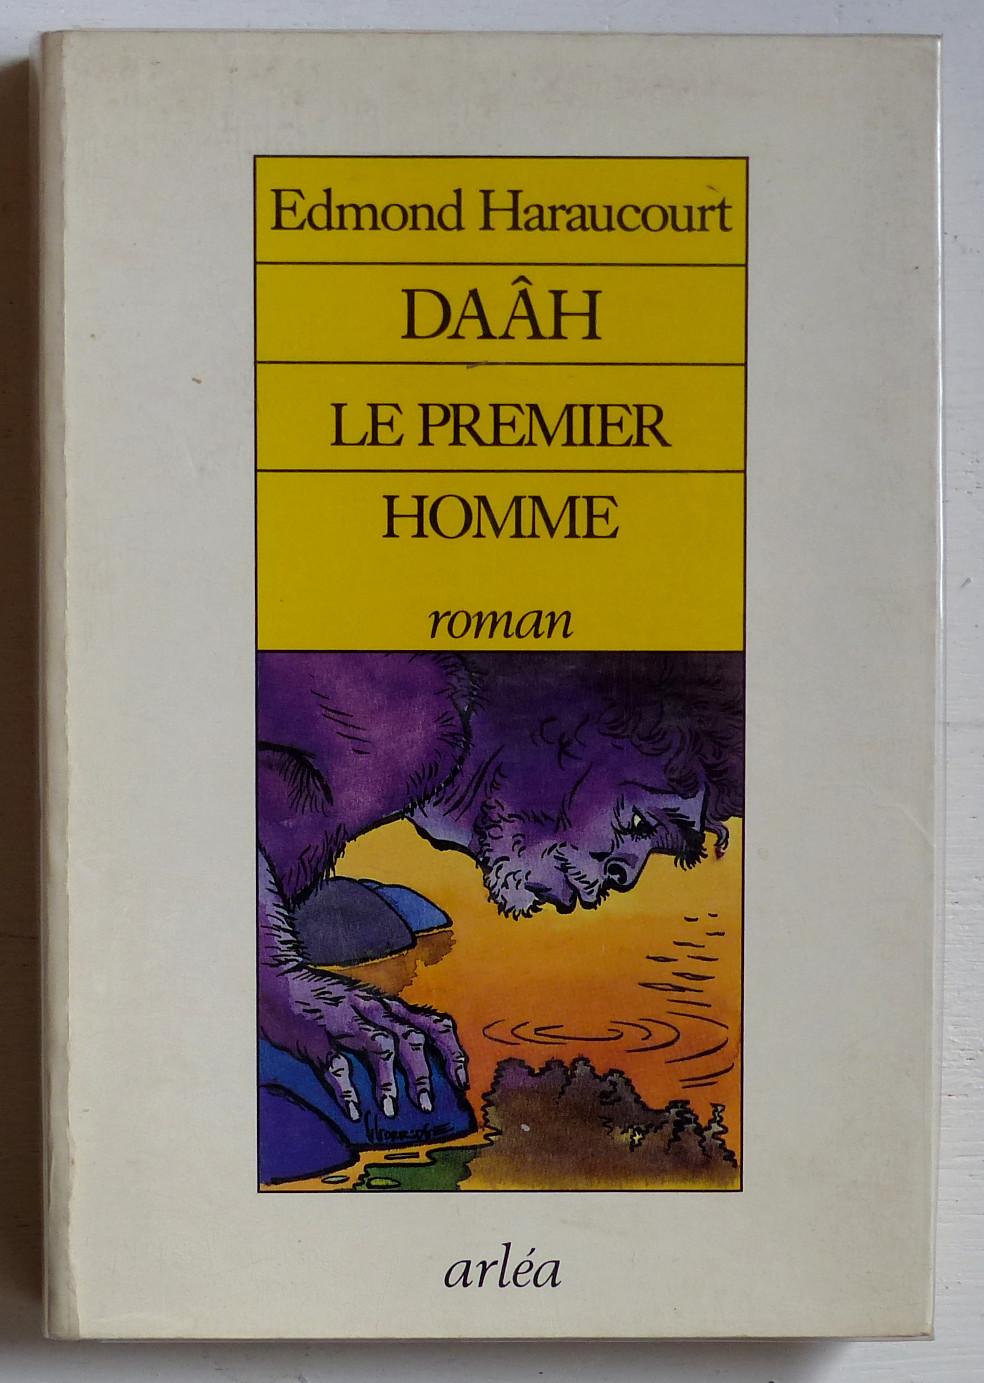 Edmond Haraucourt
DAÂH
LE PREMIER
HOMME
roman
arléa